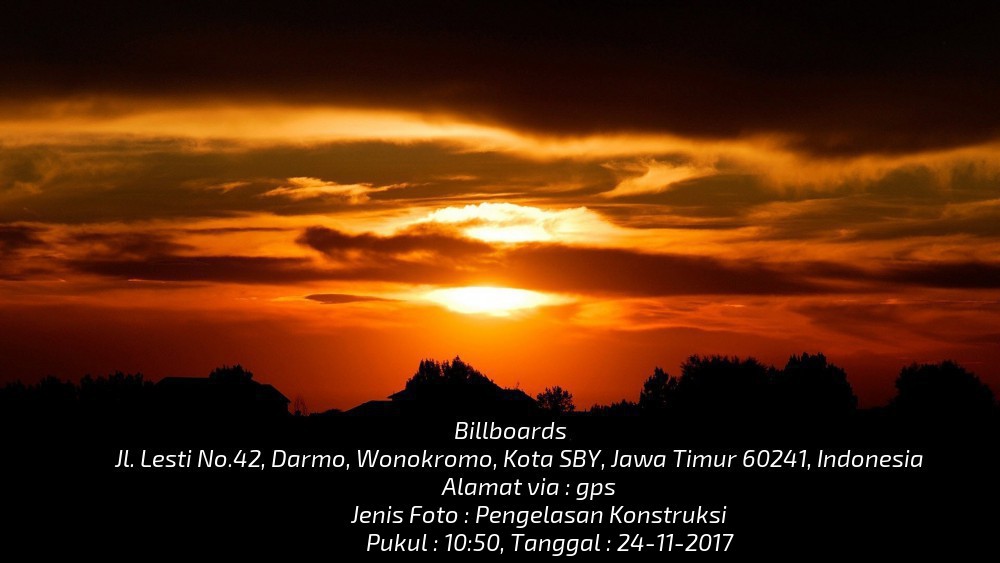 Billboards
Jl. Lesti No.42, Darmo, Wonokromo, Kota SBY, Jawa Timur 60241, Indonesia
Alamat via : gps
Jenis Foto : Pengelasan Konstruksi
Pukul : 10:50, Tanggal : 24-11-2017